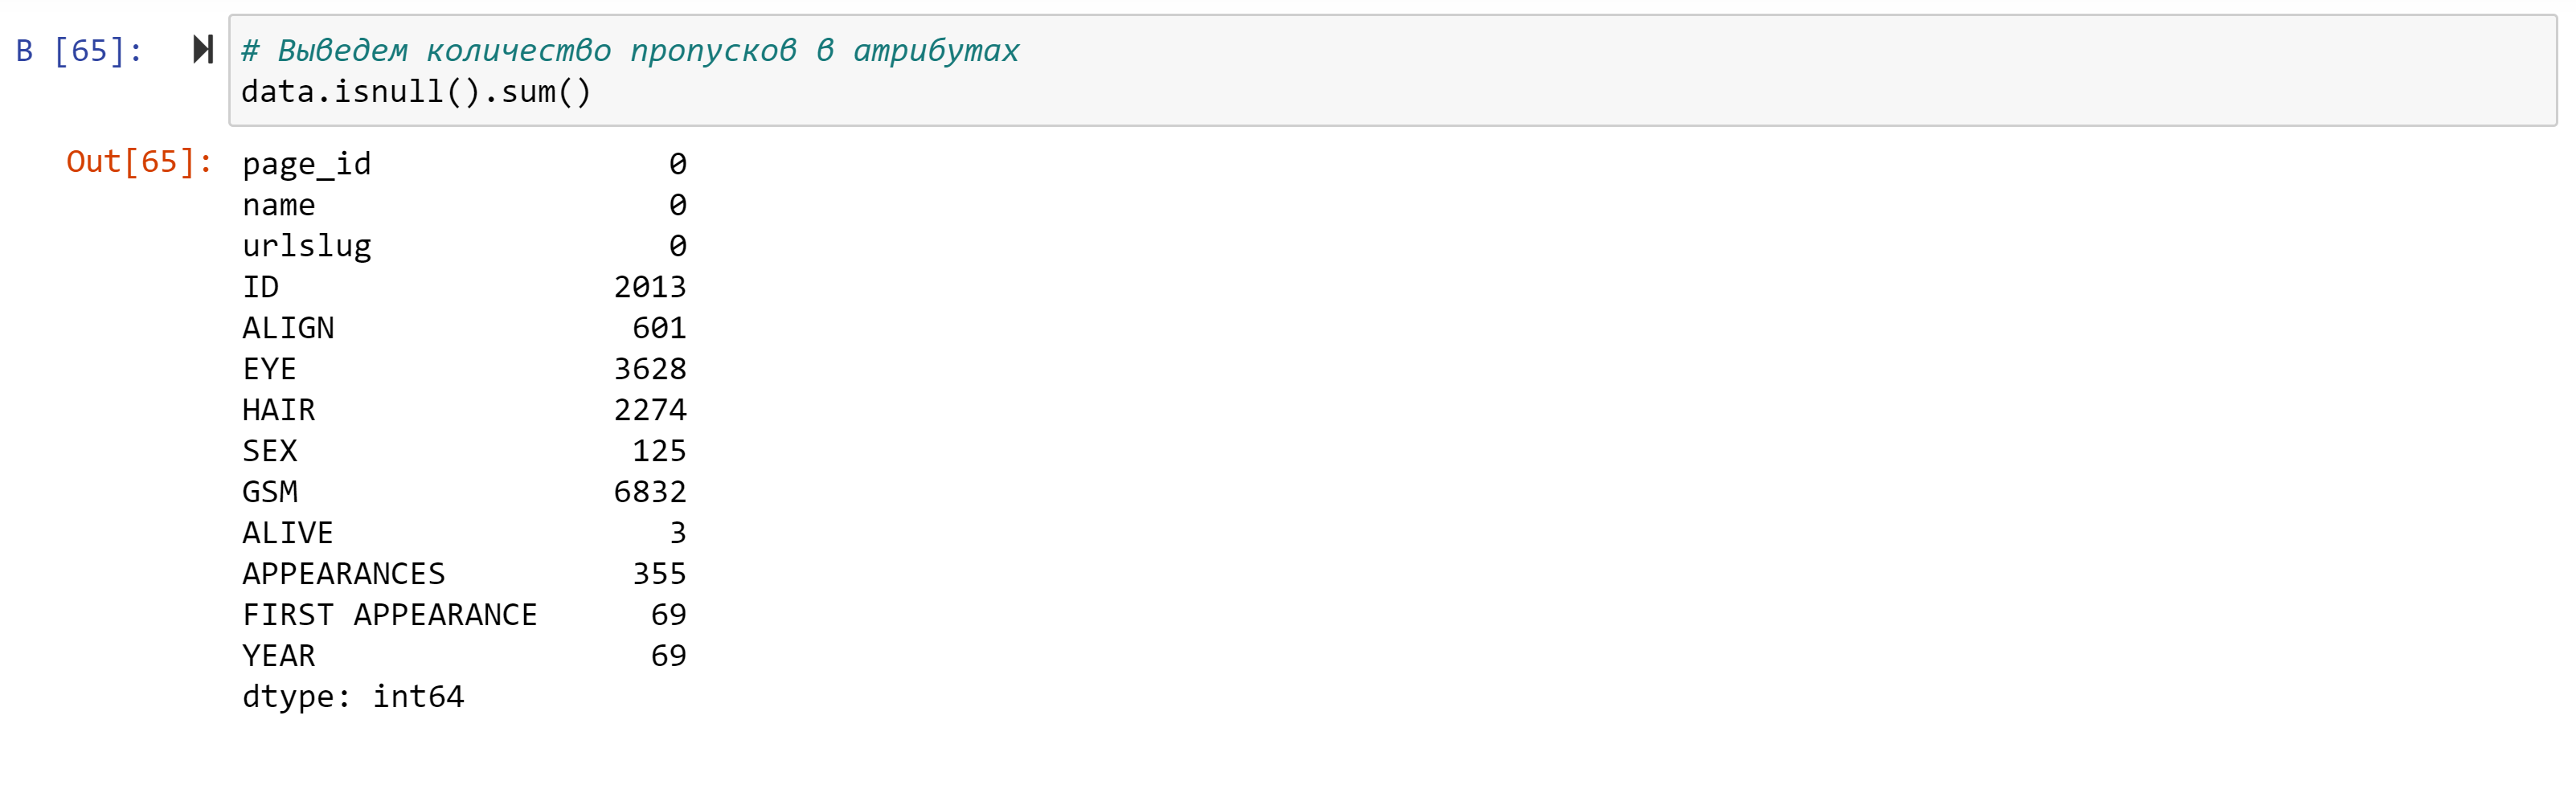 B [65]:
# Выведем количество пропусков в атрибутах
data.isnull().sum()
Out[65]:
page_id 0
name 0
urlslug 0
ID 2013
ALIGN 601
EYE 3628
HAIR 2274
SEX 125
GSM 6832
ALIVE 3
APPEARANCES 355
FIRST APPEARANCE 69
YEAR 69
dtype: int64